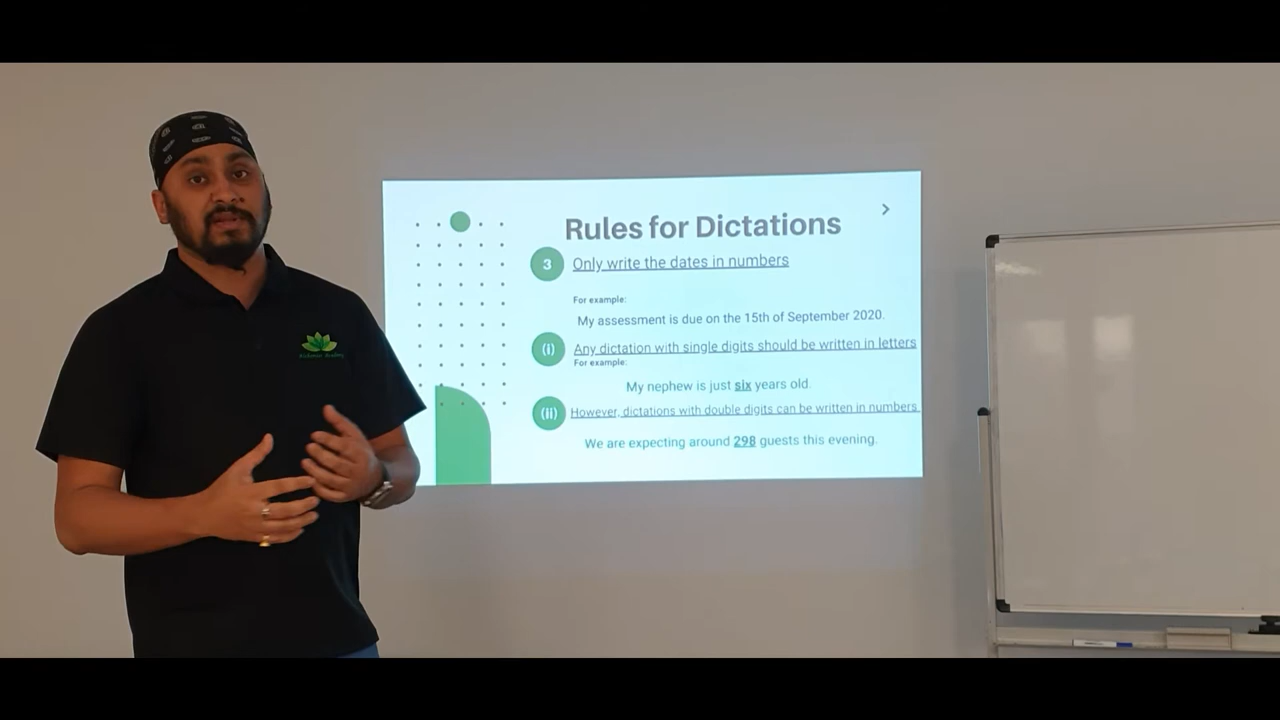 Rules for Dictations
3 Only write the dates in numbers
For example:
My assessment is due on the 15th of September 2020.
(i) Any dictation with single digits should be written in letters
For example:
My nephew is just six years old.
(ii) However, dictations with double digits can be written in numbers.
We are expecting around 298 guests this evening.